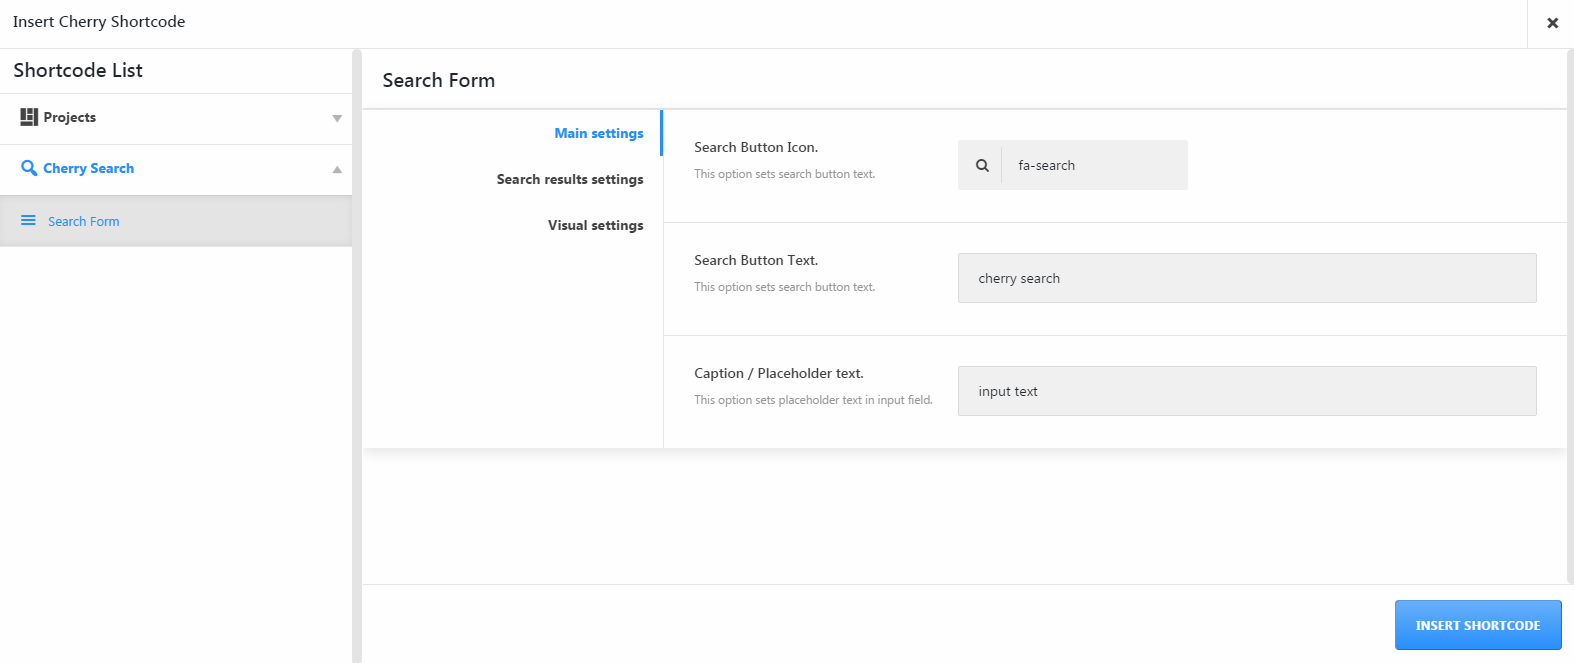 Insert Cherry Shortcode
Shortcode List
Projects
Cherry Search
Search Form
Search Form
Main settings
Search results settings
Visual settings
Search Button Icon.
This option sets search button text.
fa-search
Search Button Text.
This option sets search button text.
cherry search
Caption / Placeholder text.
This option sets placeholder text in input field.
input text
INSERT SHORTCODE